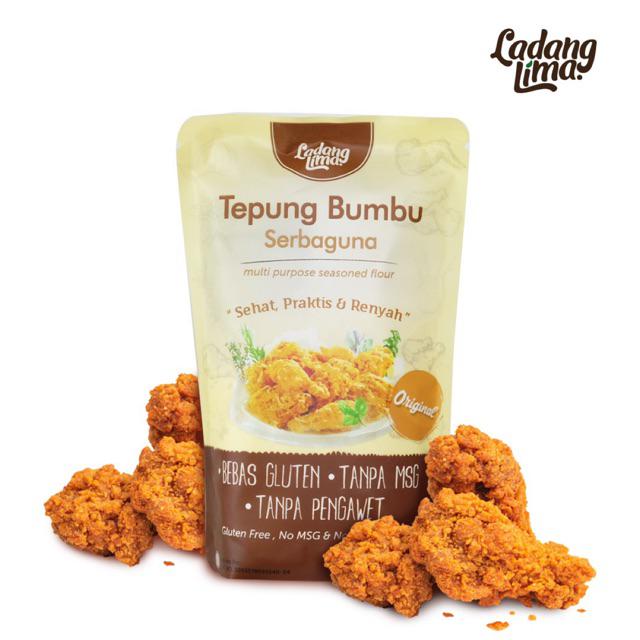 Ladang
Lima.
Ladang
Lima.
Tepung Bumbu
Serbaguna
multi purpose seasoned flour
"Sehat, Praktis & Renyah"
Original
• BEBAS GLUTEN • TANPA MSG
• TANPA PENGAWET
Gluten Free, No MSG &